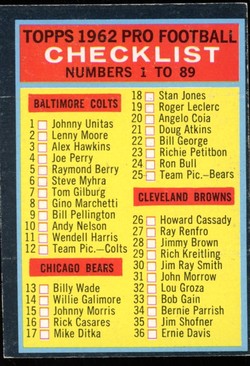 TOPPS 1962 PRO FOOTBALL
CHECKLIST
NUMBERS 1 TO 89
BALTIMORE COLTS
1 Johnny Unitas
2 Lenny Moore
3 Alex Hawkins
4 Joe Perry
5 Raymond Berry
6 Steve Myhra
7 Tom Gilburg
8 Gino Marchetti
9 Bill Pellington
10 Andy Nelson
11 Wendell Harris
12 Team Pic.-Colts
CHICAGO BEARS
13 Billy Wade
14 Willie Galimore
15 Johnny Morris
16 Rick Casares
17 Mike Ditka
18 Stan Jones
19 Roger Leclerc
20 Angelo Coia
21 Doug Atkins
22 Bill George
23 Richie Petitbon
24 Ron Bull
25 Team Pic.-Bears
CLEVELAND BROWNS
26 Howard Cassady
27 Ray Renfro
28 Jimmy Brown
29 Rich Kreitling
30 Jim Ray Smith
31 John Morrow
32 Lou Groza
33 Bob Gain
34 Bernie Parrish
35 Jim Shofner
36 Ernie Davis